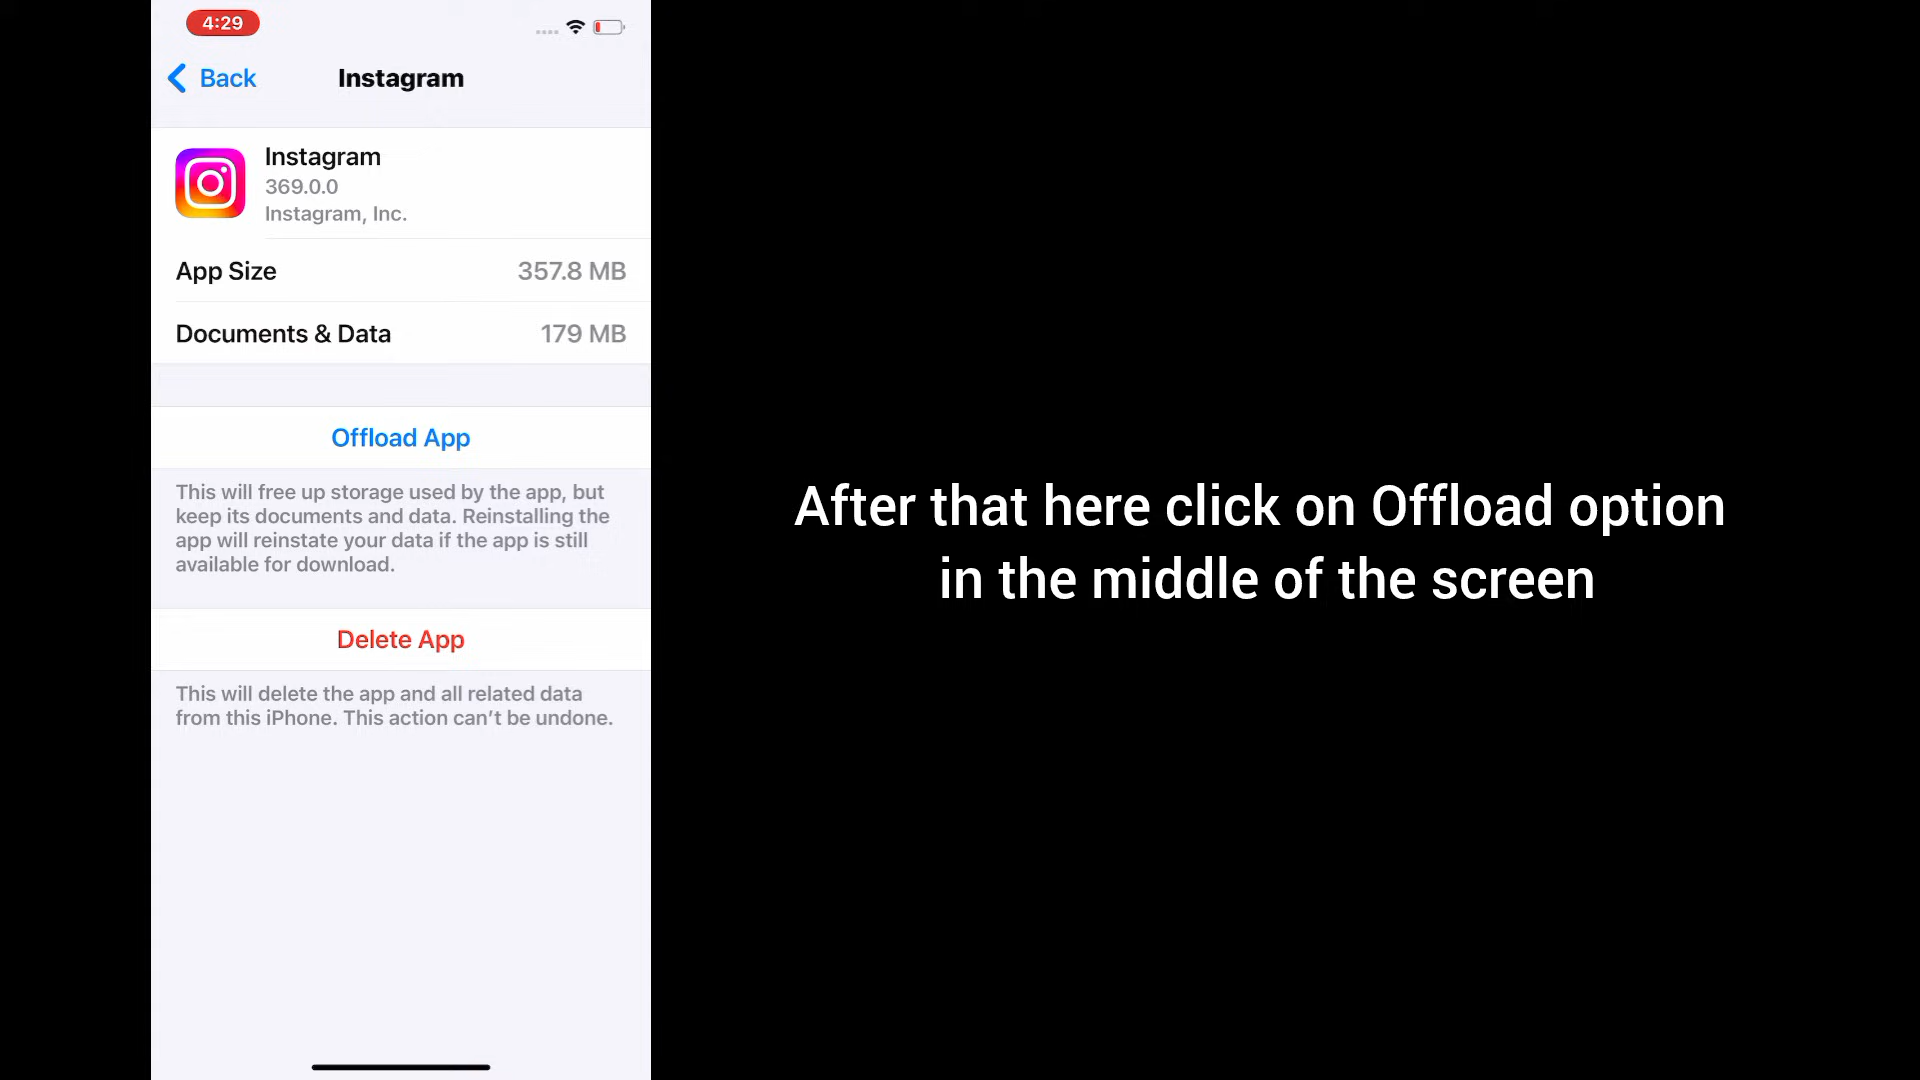 4:29
Back
Instagram
Instagram
369.0.0
Instagram, Inc.
App Size 357.8 MB
Documents & Data 179 MB
Offload App
This will free up storage used by the app, but
keep its documents and data. Reinstalling the
app will reinstate your data if the app is still
available for download.
Delete App
This will delete the app and all related data
from this iPhone. This action can’t be undone.
After that here click on Offload option
in the middle of the screen